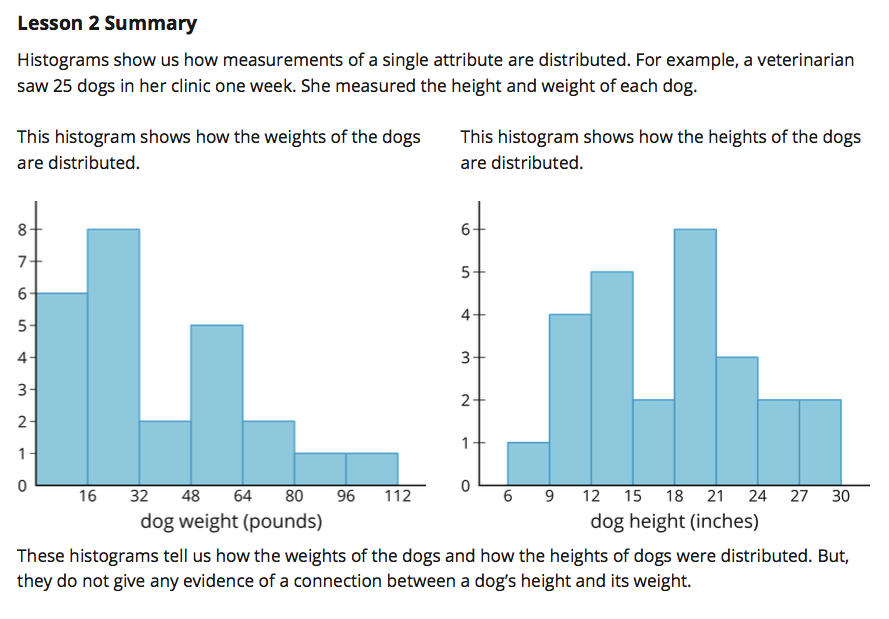 Lesson 2 Summary
Histograms show us how measurements of a single attribute are distributed. For example, a veterinarian
saw 25 dogs in her clinic one week. She measured the height and weight of each dog.
This histogram shows how the weights of the dogs
are distributed.
8
7
6
5
4
3
2
1
0
16 32 48 64 80 96 112
dog weight (pounds)
This histogram shows how the heights of the dogs
are distributed.
6
5
4
3
2
1
0
6 9 12 15 18 21 24 27 30
dog height (inches)
These histograms tell us how the weights of the dogs and how the heights of dogs were distributed. But,
they do not give any evidence of a connection between a dog’s height and its weight.